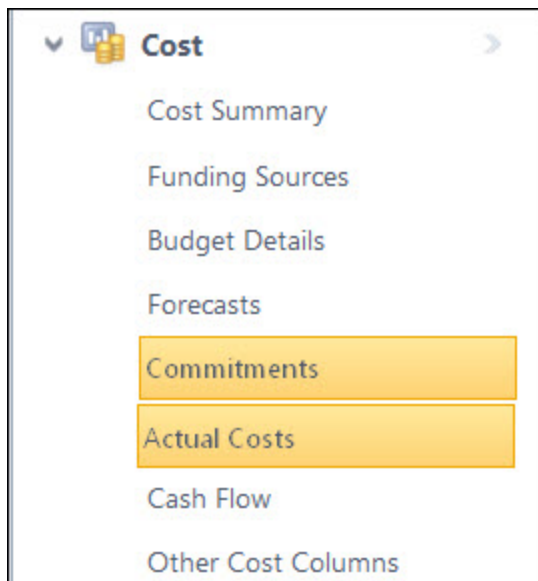 Cost
Cost Summary
Funding Sources
Budget Details
Forecasts
Commitments
Actual Costs
Cash Flow
Other Cost Columns